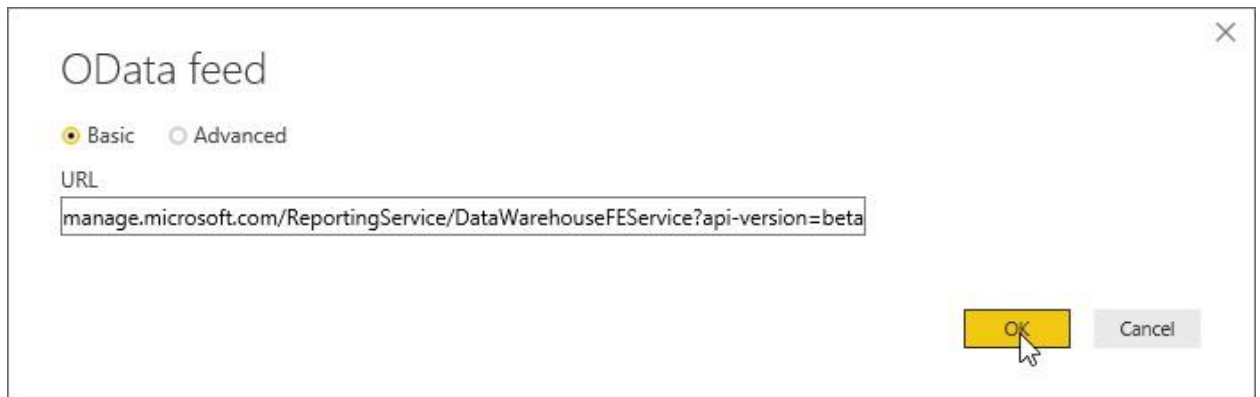 OData feed
Basic Advanced
URL
manage.microsoft.com/ReportingService/DataWarehouseFEService?api-version=beta
OK Cancel